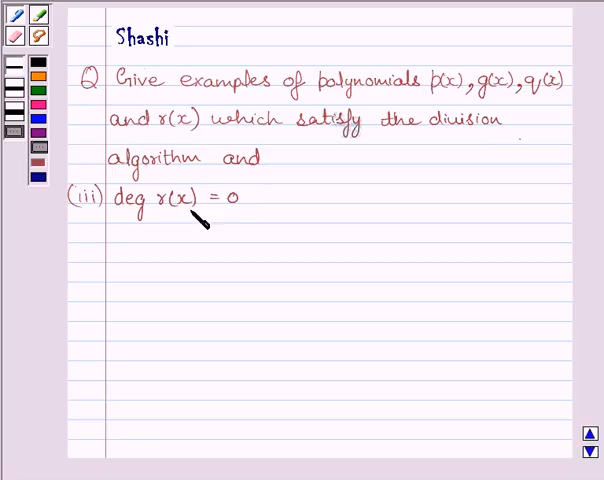 Shashi
Q Give examples of polynomials p(x), g(x), q(x)
and r(x) which satisfy the division
algorithm and
(iii) deg r(x) = 0